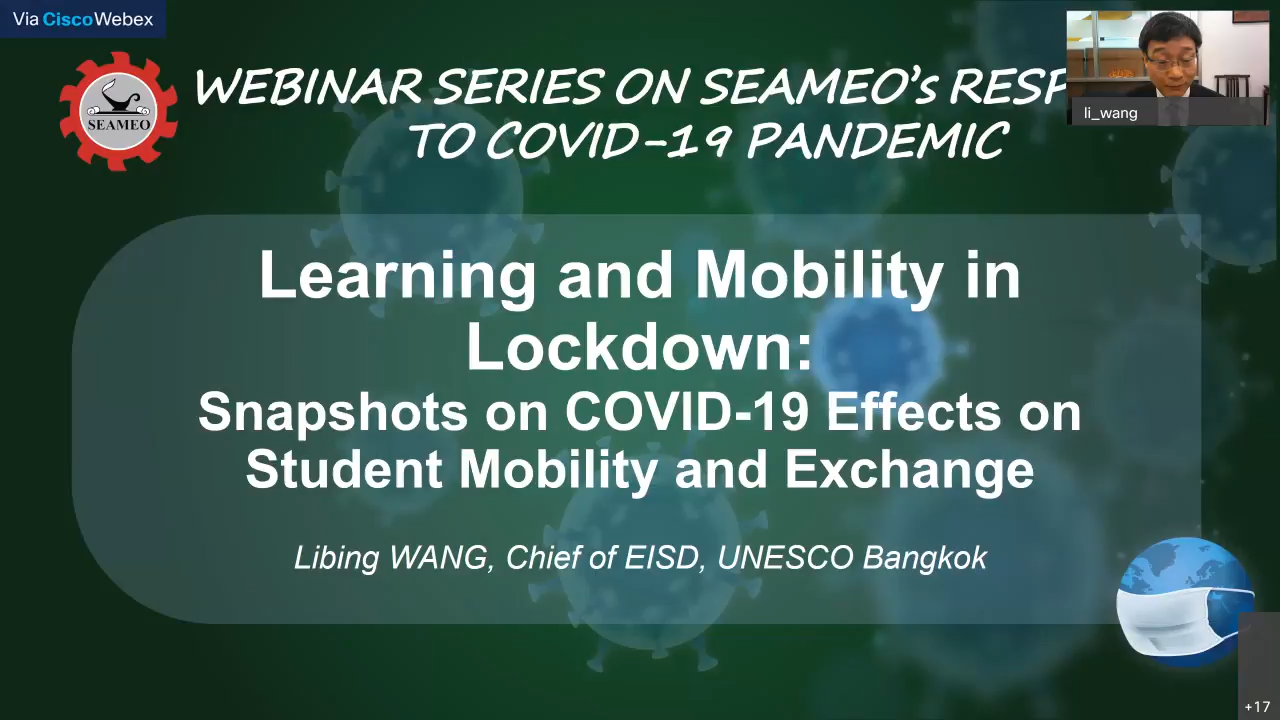 Via CiscoWebex
SEAMEO
WEBINAR SERIES ON SEAMEO's RESP
TO COVID-19 PANDEMIC
li_wang
Learning and Mobility in
Lockdown:
Snapshots on COVID-19 Effects on
Student Mobility and Exchange
Libing WANG, Chief of EISD, UNESCO Bangkok
+17